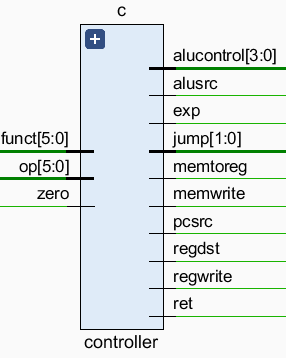 c
alucontrol[3:0]
alusrc
exp
funct[5:0]
jump[1:0]
op[5:0]
memtoreg
zero
memwrite
pcsrc
regdst
regwrite
ret
controller